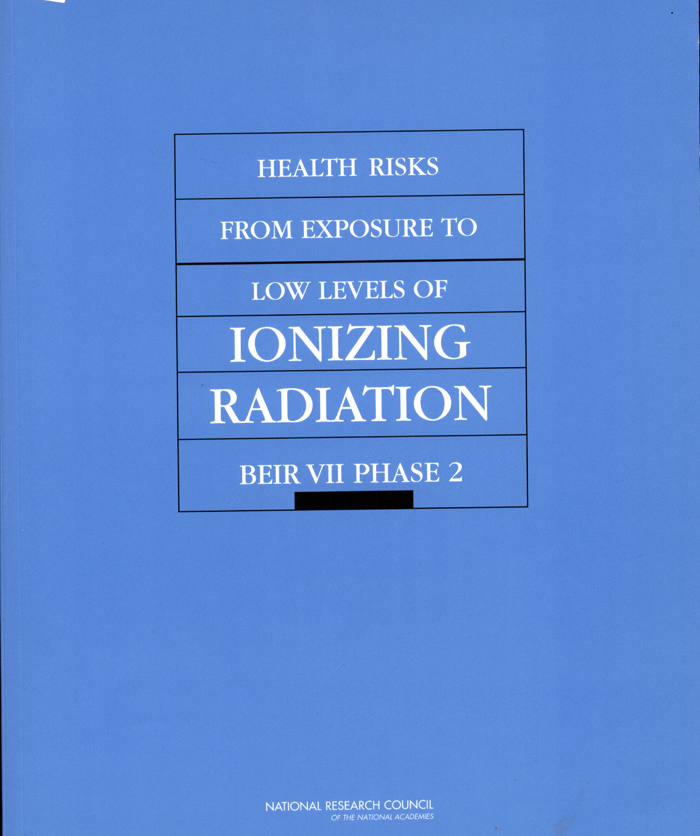 HEALTH RISKS
FROM EXPOSURE TO
LOW LEVELS OF
IONIZING
RADIATION
BEIR VII PHASE 2
NATIONAL RESEARCH COUNCIL
OF THE NATIONAL ACADEMIES